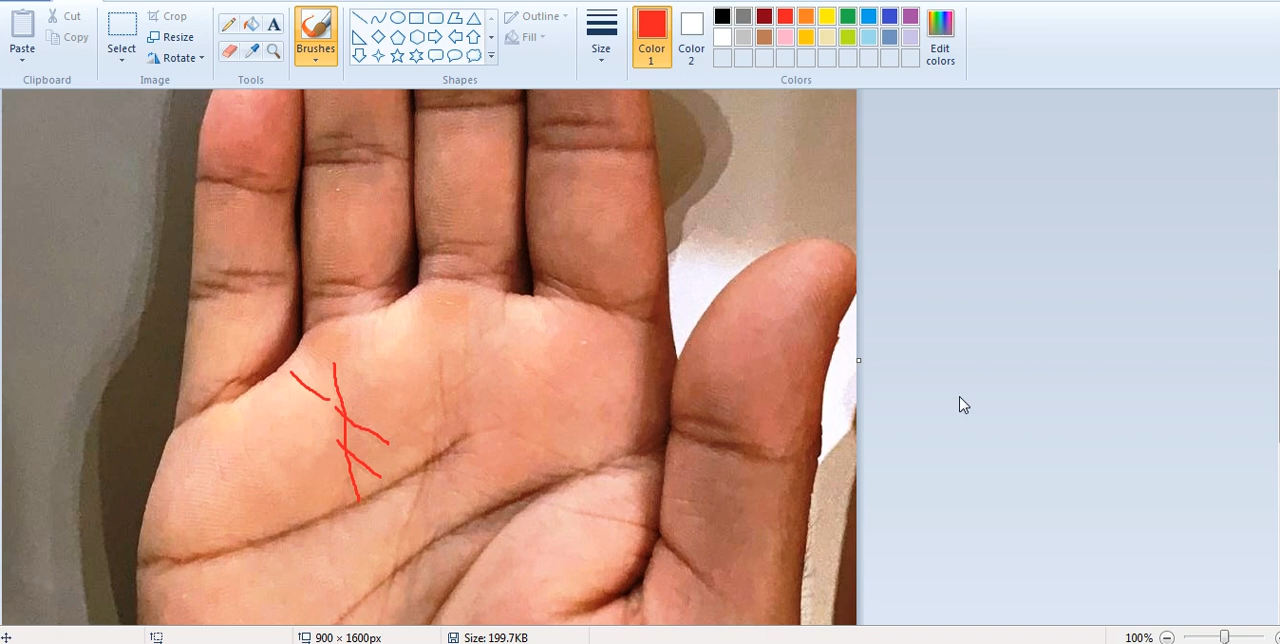 Paste
Cut
Copy
Clipboard
Select
Crop
Resize
Rotate
Image
A
Tools
Brushes
Outline
Fill
Shapes
Size
Color
1
Color
2
Edit
colors
Colors
900 × 1600px
Size: 199.7KB
100%